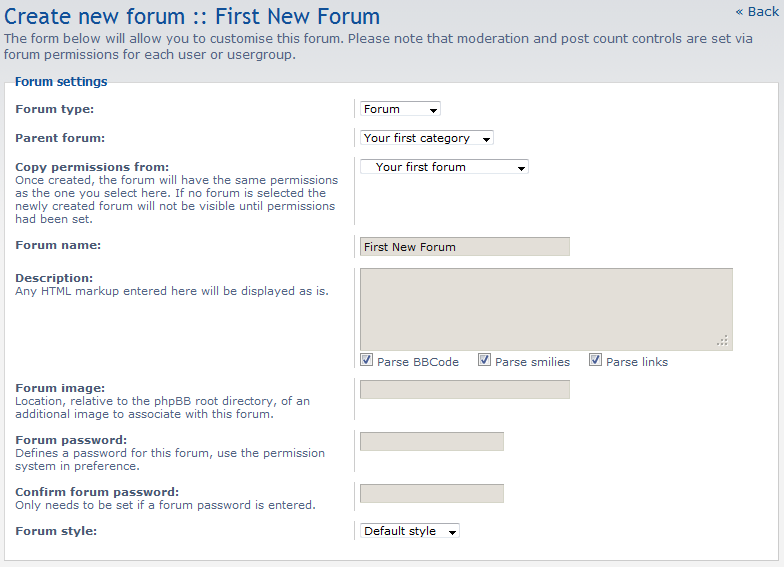 Create new forum :: First New Forum
« Back
The form below will allow you to customise this forum. Please note that moderation and post count controls are set via
forum permissions for each user or usergroup.
Forum settings
Forum type:
Forum
Parent forum:
Your first category
Copy permissions from:
Your first forum
Once created, the forum will have the same permissions
as the one you select here. If no forum is selected the
newly created forum will not be visible until permissions
had been set.
Forum name:
First New Forum
Description:
Any HTML markup entered here will be displayed as is.
Parse BBCode Parse smilies Parse links
Forum image:
Location, relative to the phpBB root directory, of an
additional image to associate with this forum.
Forum password:
Defines a password for this forum, use the permission
system in preference.
Confirm forum password:
Only needs to be set if a forum password is entered.
Forum style:
Default style